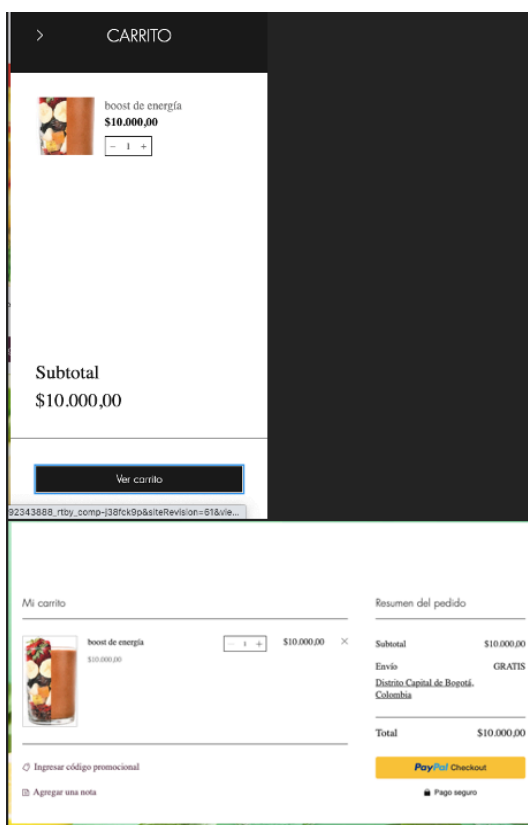 CARRITO
boost de energía
$10.000,00
− 1 +
Subtotal
$10.000,00
Ver carrito
92343888_rtby_comp-j38fck9p&siteRevision=61&vie...
Mi carrito
boost de energía
$10.000,00
− 1 +
$10.000,00
×
Ingresar código promocional
Agregar una nota
Resumen del pedido
Subtotal $10.000,00
Envío GRATIS
Distrito Capital de Bogotá,
Colombia
Total $10.000,00
PayPal Checkout
Pago seguro